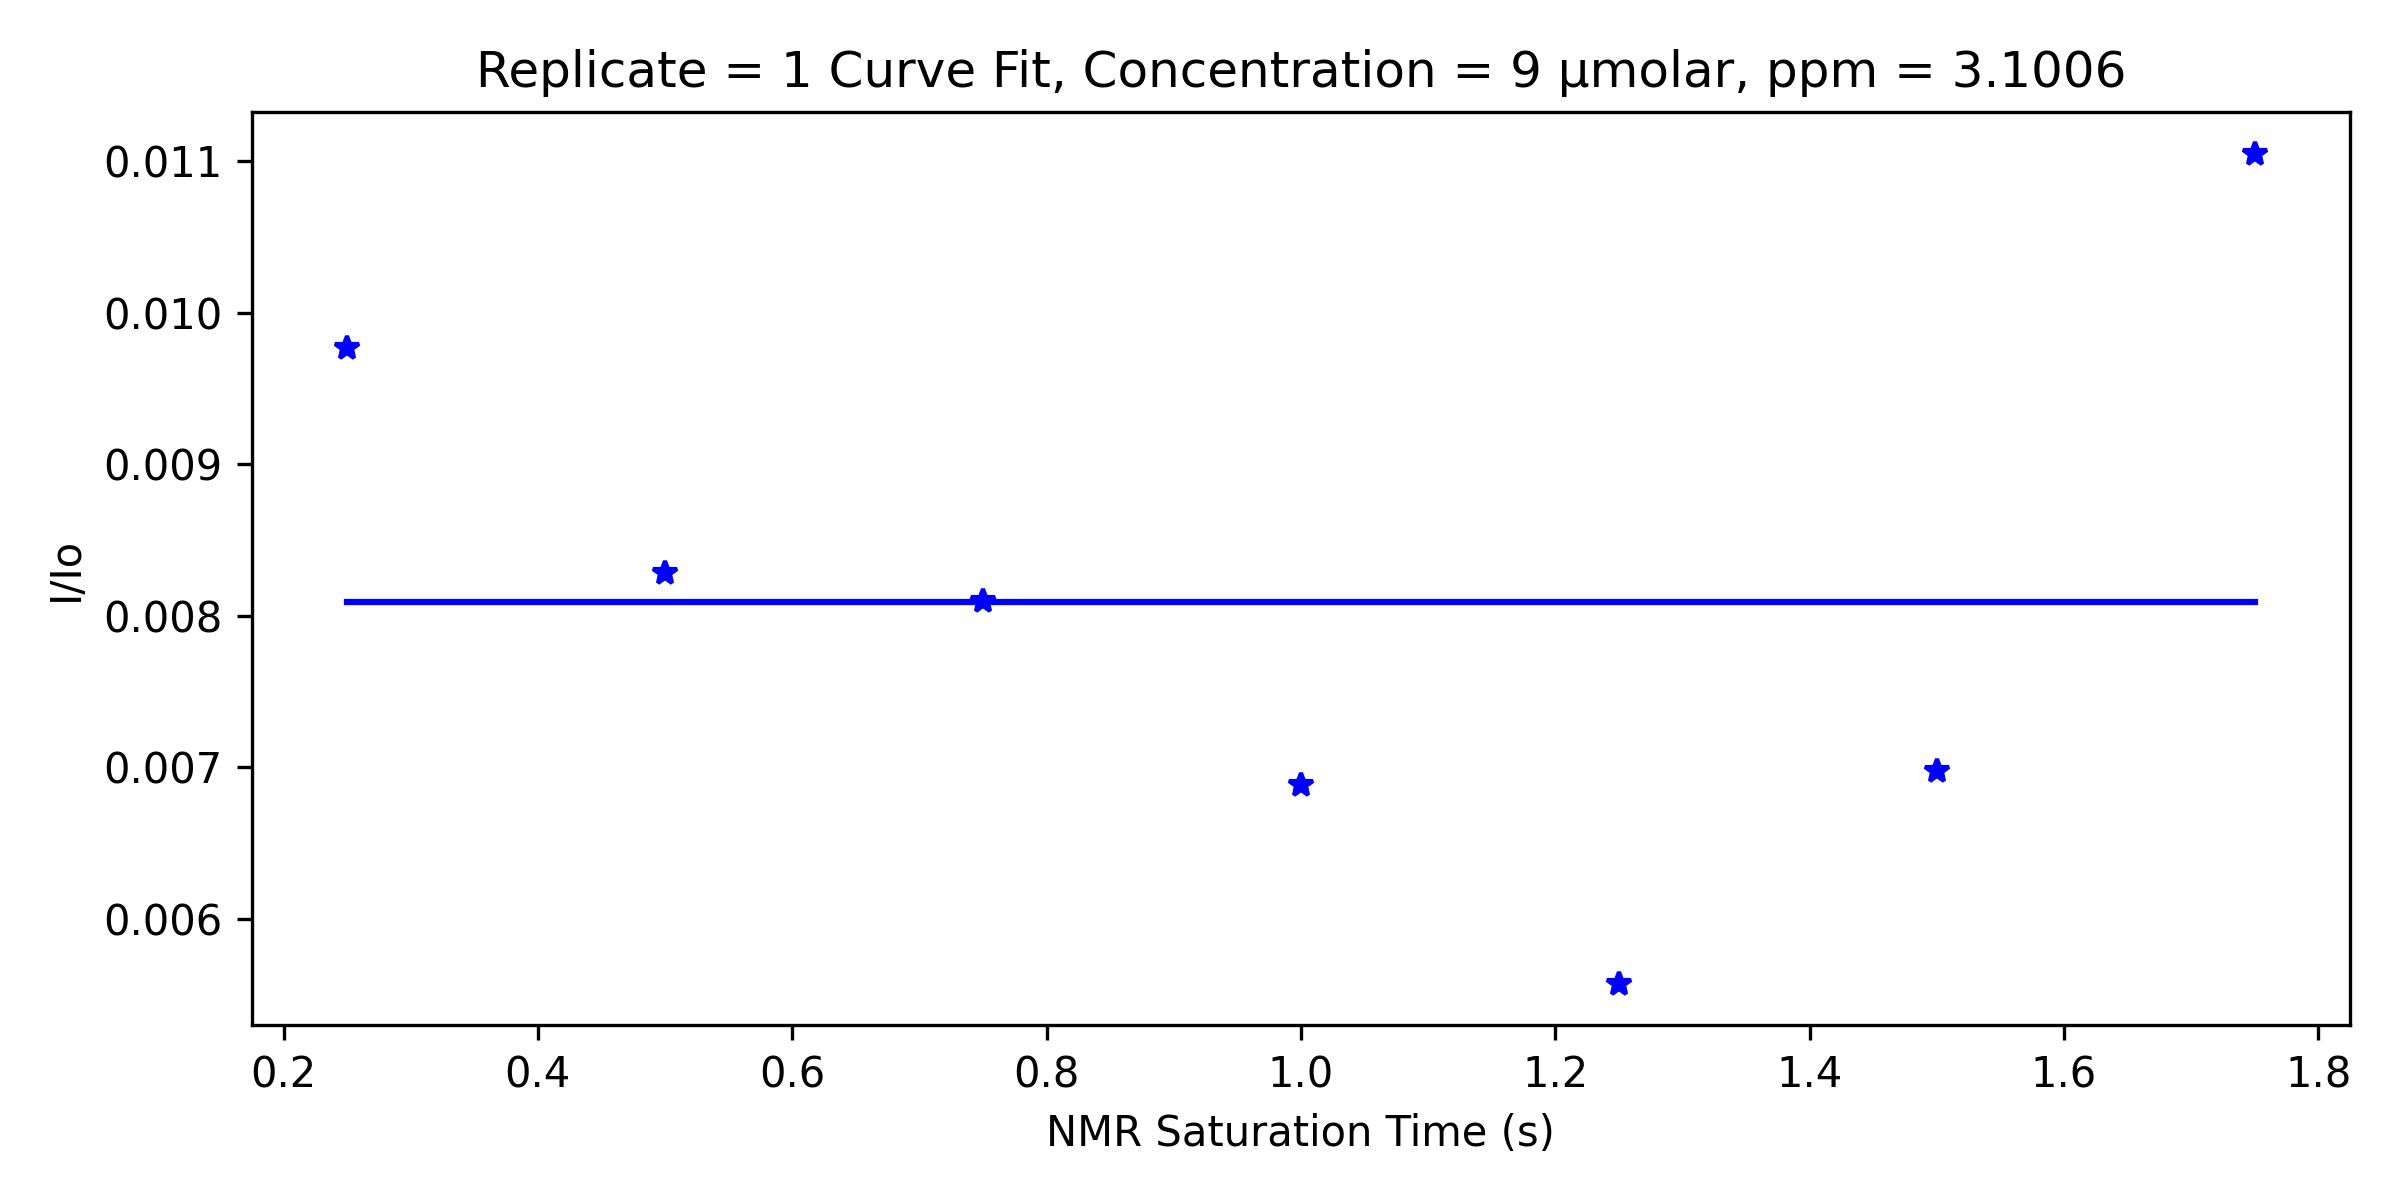 Replicate = 1 Curve Fit, Concentration = 9 µmolar, ppm = 3.1006
0.011
0.010
0.009
0.008
0.007
0.006
I/Io
0.2 0.4 0.6 0.8 1.0 1.2 1.4 1.6 1.8
NMR Saturation Time (s)